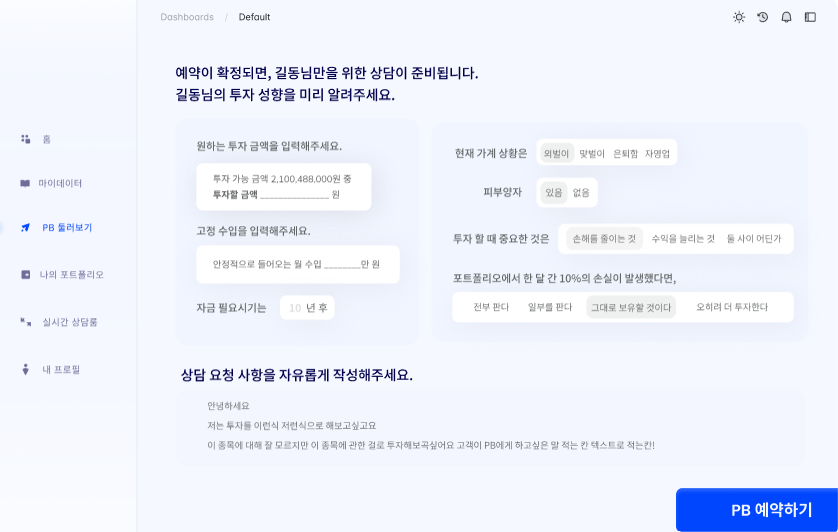 Dashboards / Default
홈
마이데이터
PB 둘러보기
나의 포트폴리오
실시간 상담룸
내 프로필
예약이 확정되면, 길동님만을 위한 상담이 준비됩니다.
길동님의 투자 성향을 미리 알려주세요.
원하는 투자 금액을 입력해주세요.
투자 가능 금액 2,100,488,000원 중
투자할 금액 _______________ 원
고정 수입을 입력해주세요.
안정적으로 들어오는 월 수입 ________만 원
자금 필요시기는 10 년 후
현재 가계 상황은 외벌이 맞벌이 은퇴함 자영업
피부양자 있음 없음
투자 할 때 중요한 것은 손해를 줄이는 것 수익을 늘리는 것 둘 사이 어딘가
포트폴리오에서 한 달 간 10%의 손실이 발생했다면,
전부 판다 일부를 판다 그대로 보유할 것이다 오히려 더 투자한다
상담 요청 사항을 자유롭게 작성해주세요.
안녕하세요
저는 투자를 이런식 저런식으로 해보고싶고요
이 종목에 대해 잘 모르지만 이 종목에 관한 걸로 투자해보곡싶어요 고객이 PB에게 하고싶은 말 적는 칸 텍스트로 적는칸!
PB 예약하기